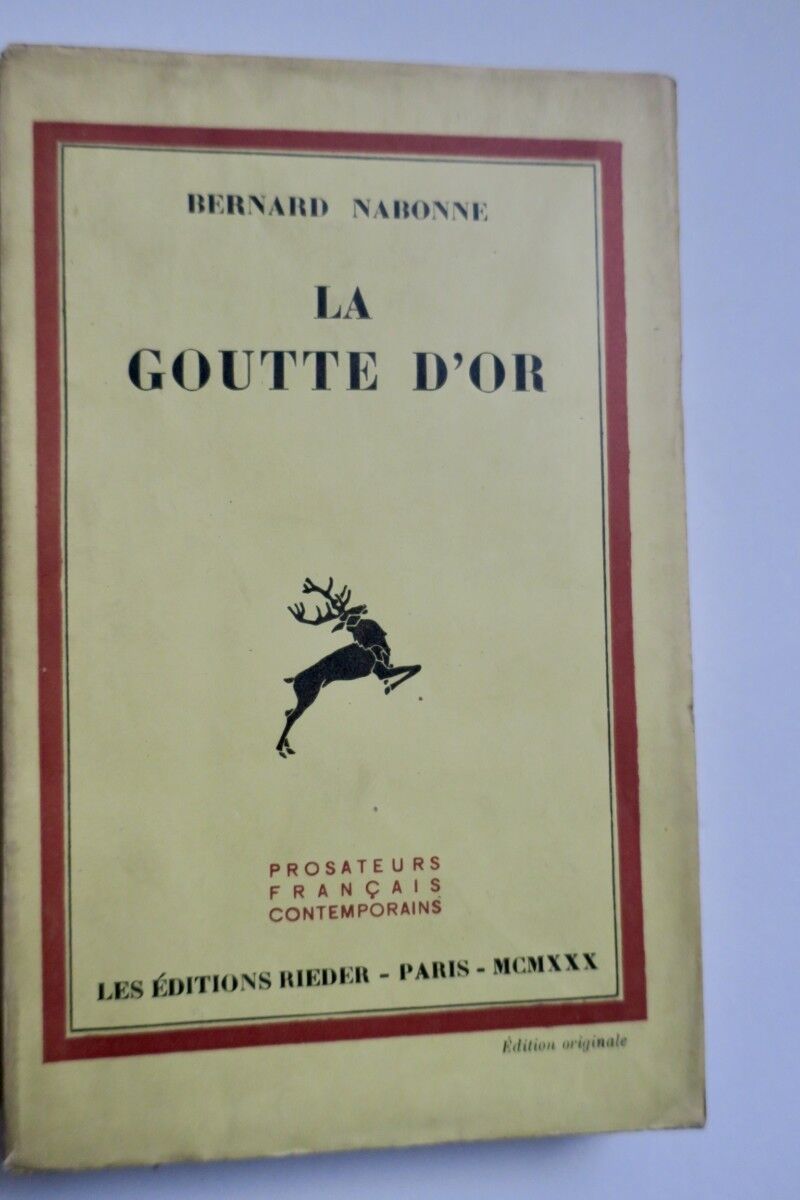 BERNARD NABONNE
LA
GOUTTE D'OR
PROSATEURS
FRANÇAIS
CONTEMPORAINS
LES ÉDITIONS RIEDER - PARIS - MCMXXX
Édition originale